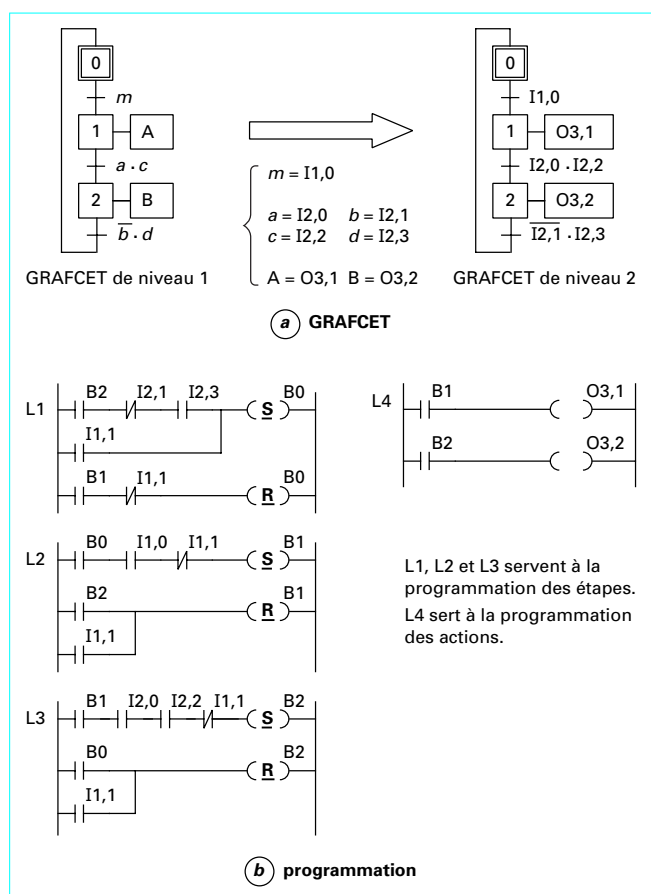 0
m
1 A
a · c
2 B
b̅ · d
GRAFCET de niveau 1
m = I1,0
a = I2,0 b = I2,1
c = I2,2 d = I2,3
A = O3,1 B = O3,2
0
I1,0
1 O3,1
I2,0 · I2,2
2 O3,2
I̅2̅,̅1̅ · I2,3
GRAFCET de niveau 2
a GRAFCET
L1 B2 I2,1 I2,3 S B0
I1,1
B1 I1,1 R B0
L2 B0 I1,0 I1,1 S B1
B2 R B1
I1,1
L3 B1 I2,0 I2,2 I1,1 S B2
B0 R B2
I1,1
L4 B1 O3,1
B2 O3,2
L1, L2 et L3 servent à la
programmation des étapes.
L4 sert à la programmation
des actions.
b programmation